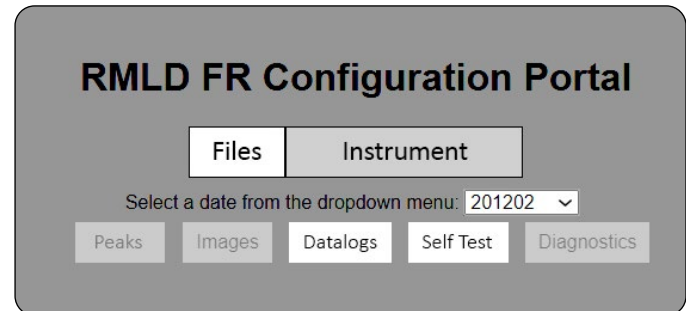 RMLD FR Configuration Portal
Files Instrument
Select a date from the dropdown menu: 201202
Peaks Images Datalogs Self Test Diagnostics